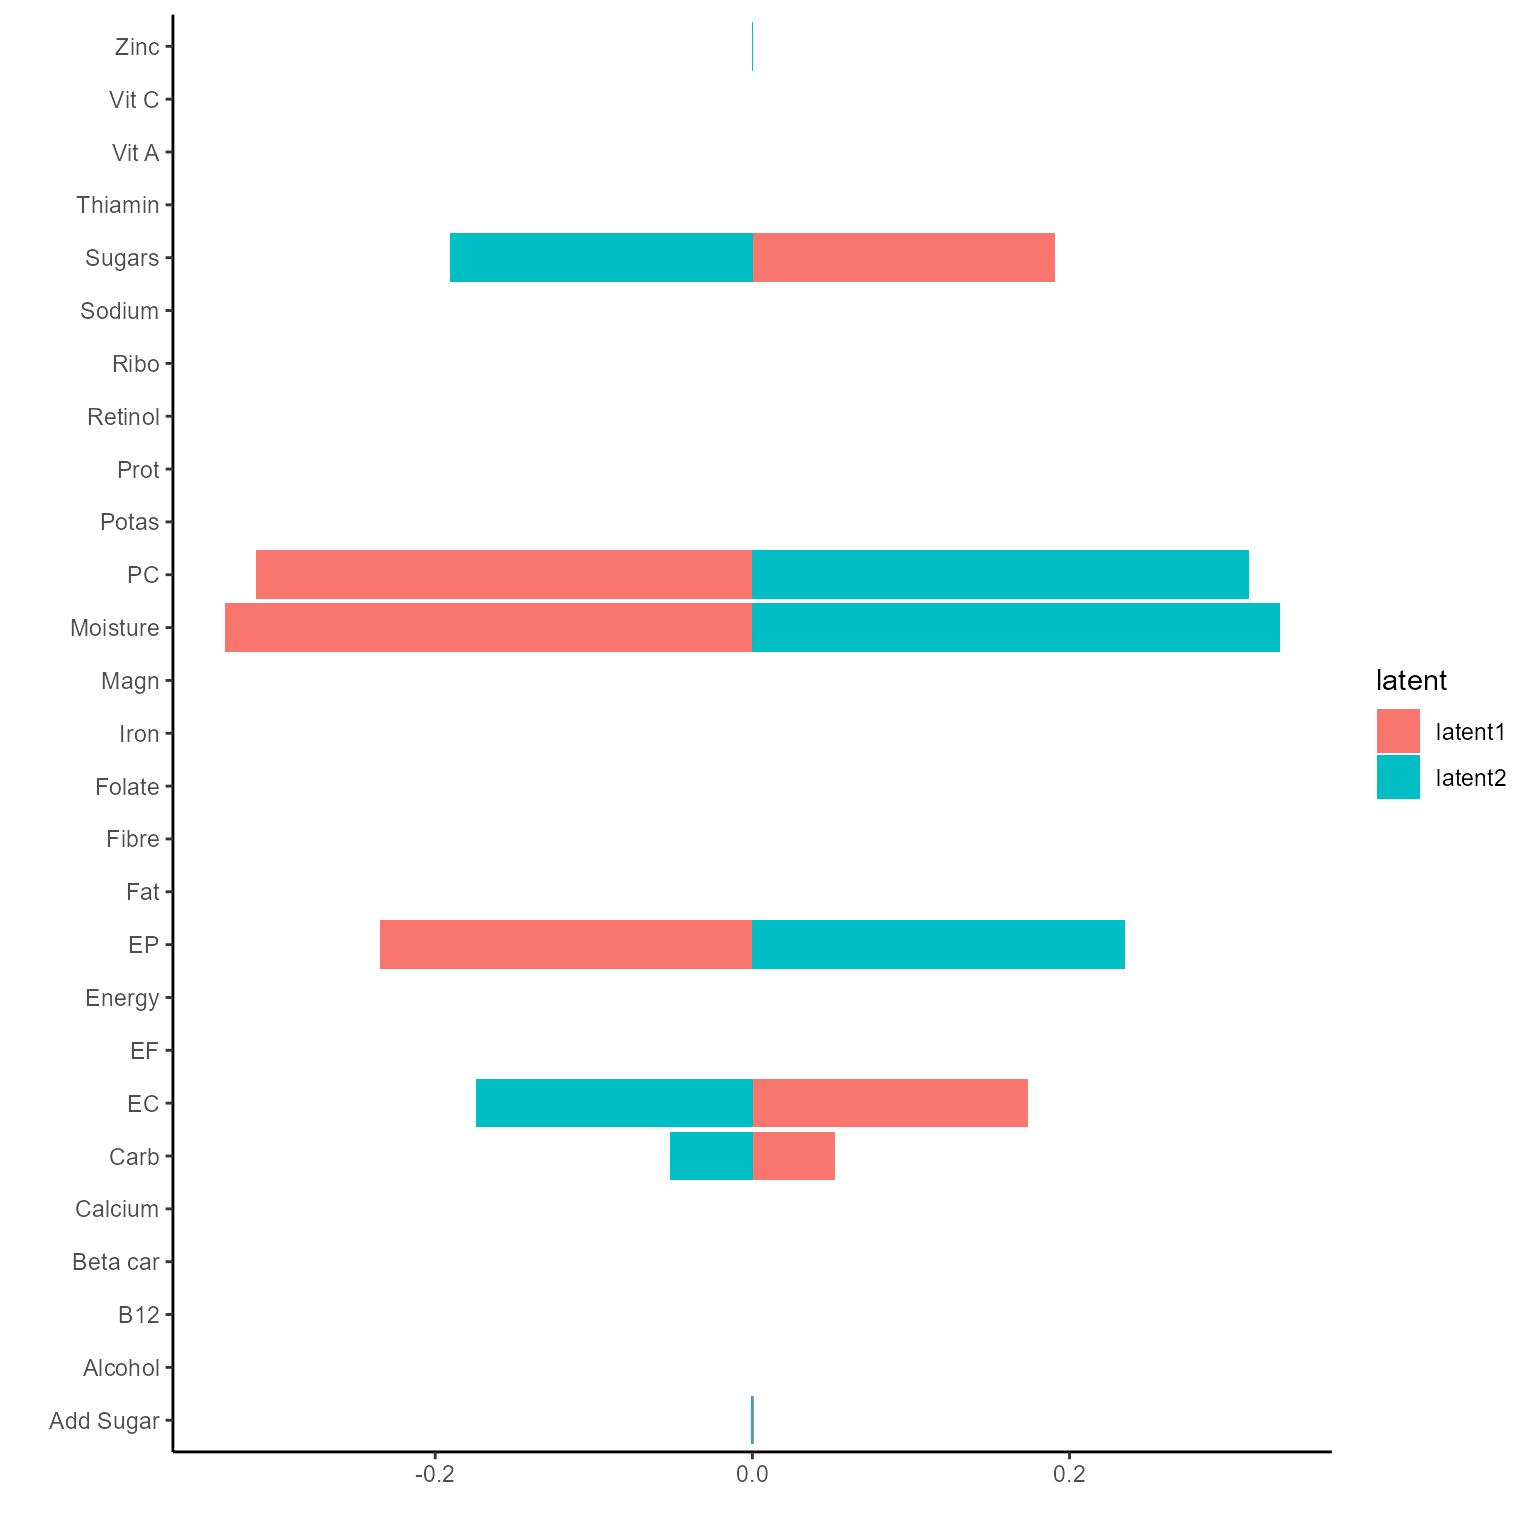 Zinc
Vit C
Vit A
Thiamin
Sugars
Sodium
Ribo
Retinol
Prot
Potas
PC
Moisture
Magn
Iron
Folate
Fibre
Fat
EP
Energy
EF
EC
Carb
Calcium
Beta car
B12
Alcohol
Add Sugar
-0.2 0.0 0.2
latent
latent1
latent2